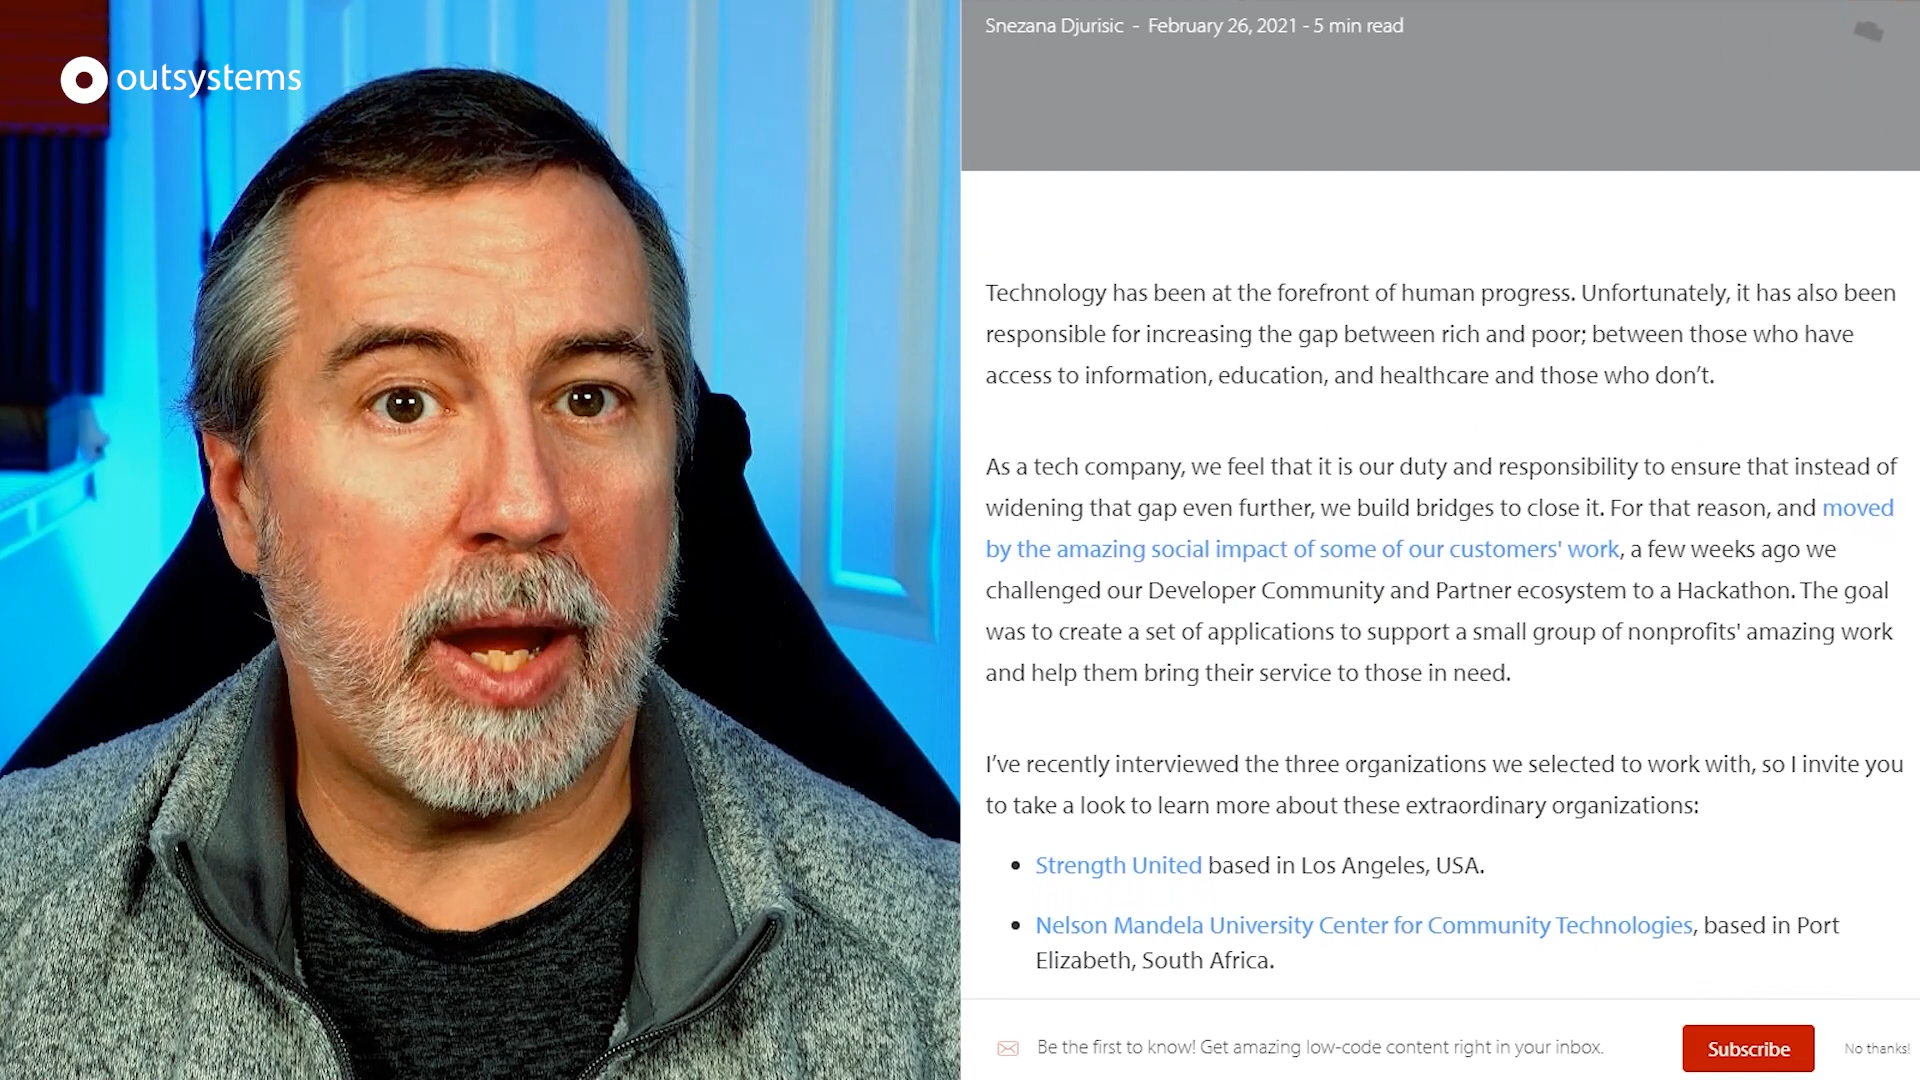 outsystems
Snezana Djurisic - February 26, 2021 - 5 min read
Technology has been at the forefront of human progress. Unfortunately, it has also been
responsible for increasing the gap between rich and poor; between those who have
access to information, education, and healthcare and those who don’t.
As a tech company, we feel that it is our duty and responsibility to ensure that instead of
widening that gap even further, we build bridges to close it. For that reason, and moved
by the amazing social impact of some of our customers' work, a few weeks ago we
challenged our Developer Community and Partner ecosystem to a Hackathon. The goal
was to create a set of applications to support a small group of nonprofits' amazing work
and help them bring their service to those in need.
I’ve recently interviewed the three organizations we selected to work with, so I invite you
to take a look to learn more about these extraordinary organizations:
• Strength United based in Los Angeles, USA.
• Nelson Mandela University Center for Community Technologies, based in Port
Elizabeth, South Africa.
Be the first to know! Get amazing low-code content right in your inbox.
Subscribe
No thanks!